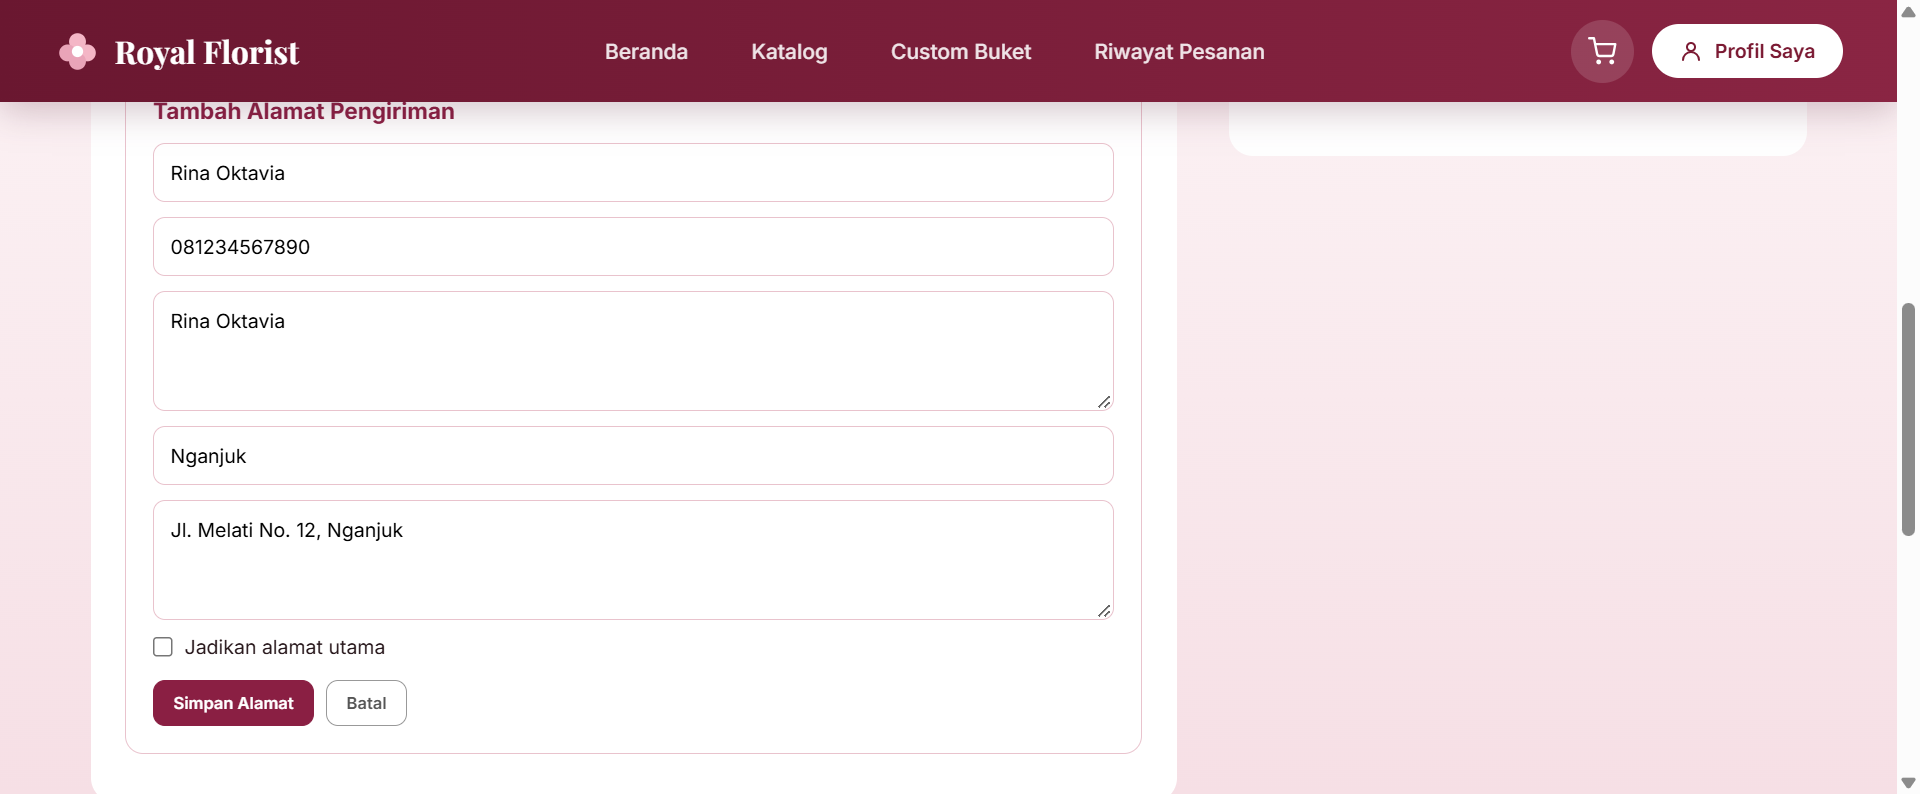 Royal Florist
Beranda
Katalog
Custom Buket
Riwayat Pesanan
Profil Saya
Tambah Alamat Pengiriman
Rina Oktavia
081234567890
Rina Oktavia
Nganjuk
Jl. Melati No. 12, Nganjuk
Jadikan alamat utama
Simpan Alamat
Batal